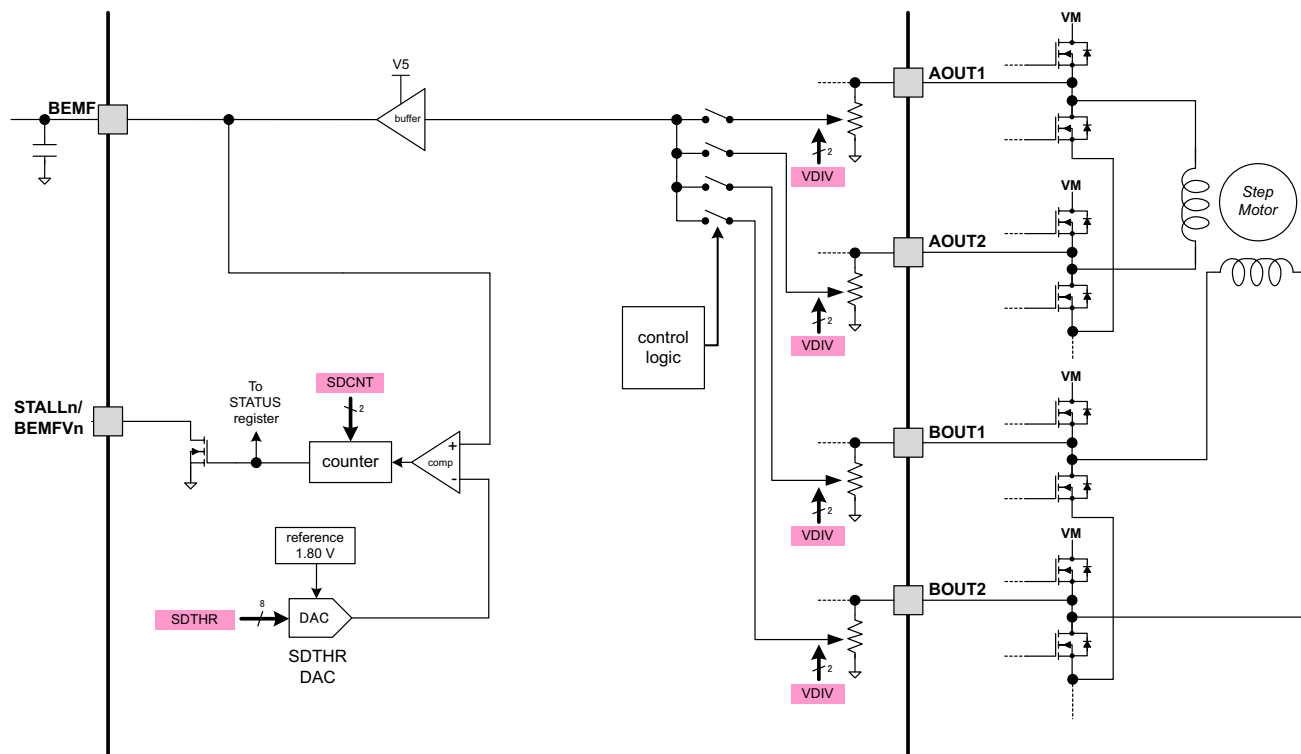 VM
V5
AOUT1
BEMF
buffer
2
VDIV
VM
Step
Motor
AOUT2
2
VDIV
control
logic
To
STATUS
register
SDCNT
2
VM
STALLn/
BEMFVn
BOUT1
+
counter
comp
-
2
VDIV
reference
1.80 V
VM
BOUT2
8
SDTHR
DAC
SDTHR
DAC
2
VDIV